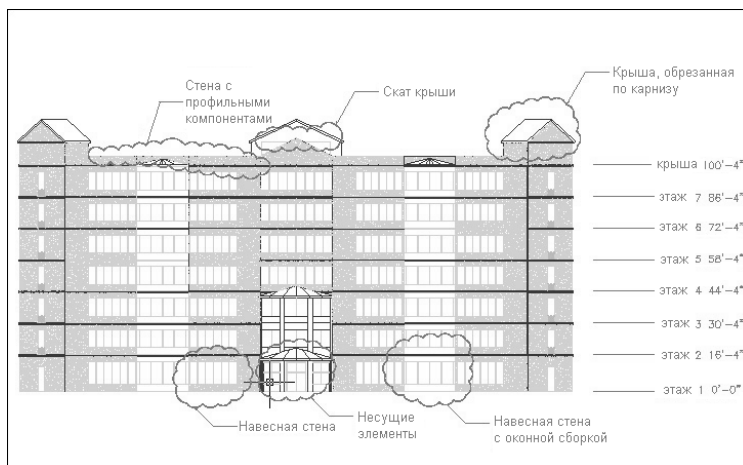 Стена с
профильными
компонентами
Скат крыши
Крыша, обрезанная
по карнизу
крыша 100'-4"
этаж 7 86'-4"
этаж 6 72'-4"
этаж 5 58'-4"
этаж 4 44'-4"
этаж 3 30'-4"
этаж 2 16'-4"
этаж 1 0'-0"
Навесная стена
Несущие
элементы
Навесная стена
с оконной сборкой